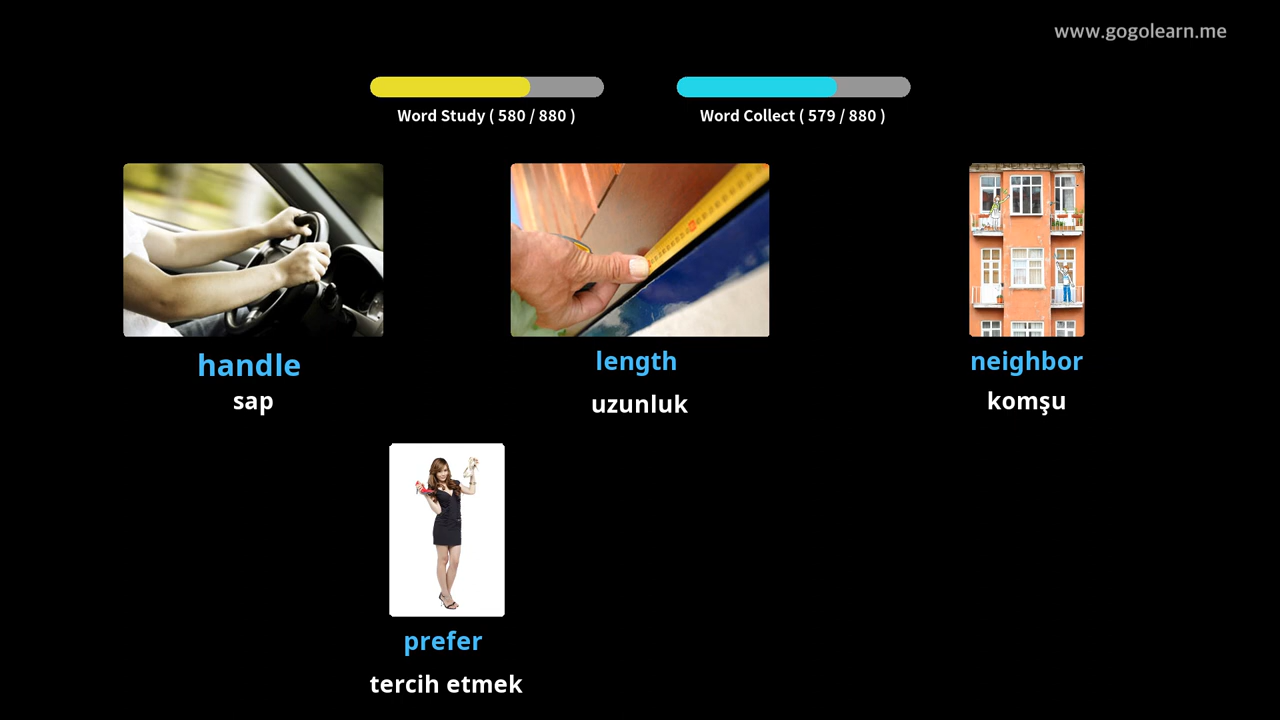 www.gogolearn.me
Word Study ( 580 / 880 )
Word Collect ( 579 / 880 )
handle
sap
length
uzunluk
neighbor
komşu
prefer
tercih etmek